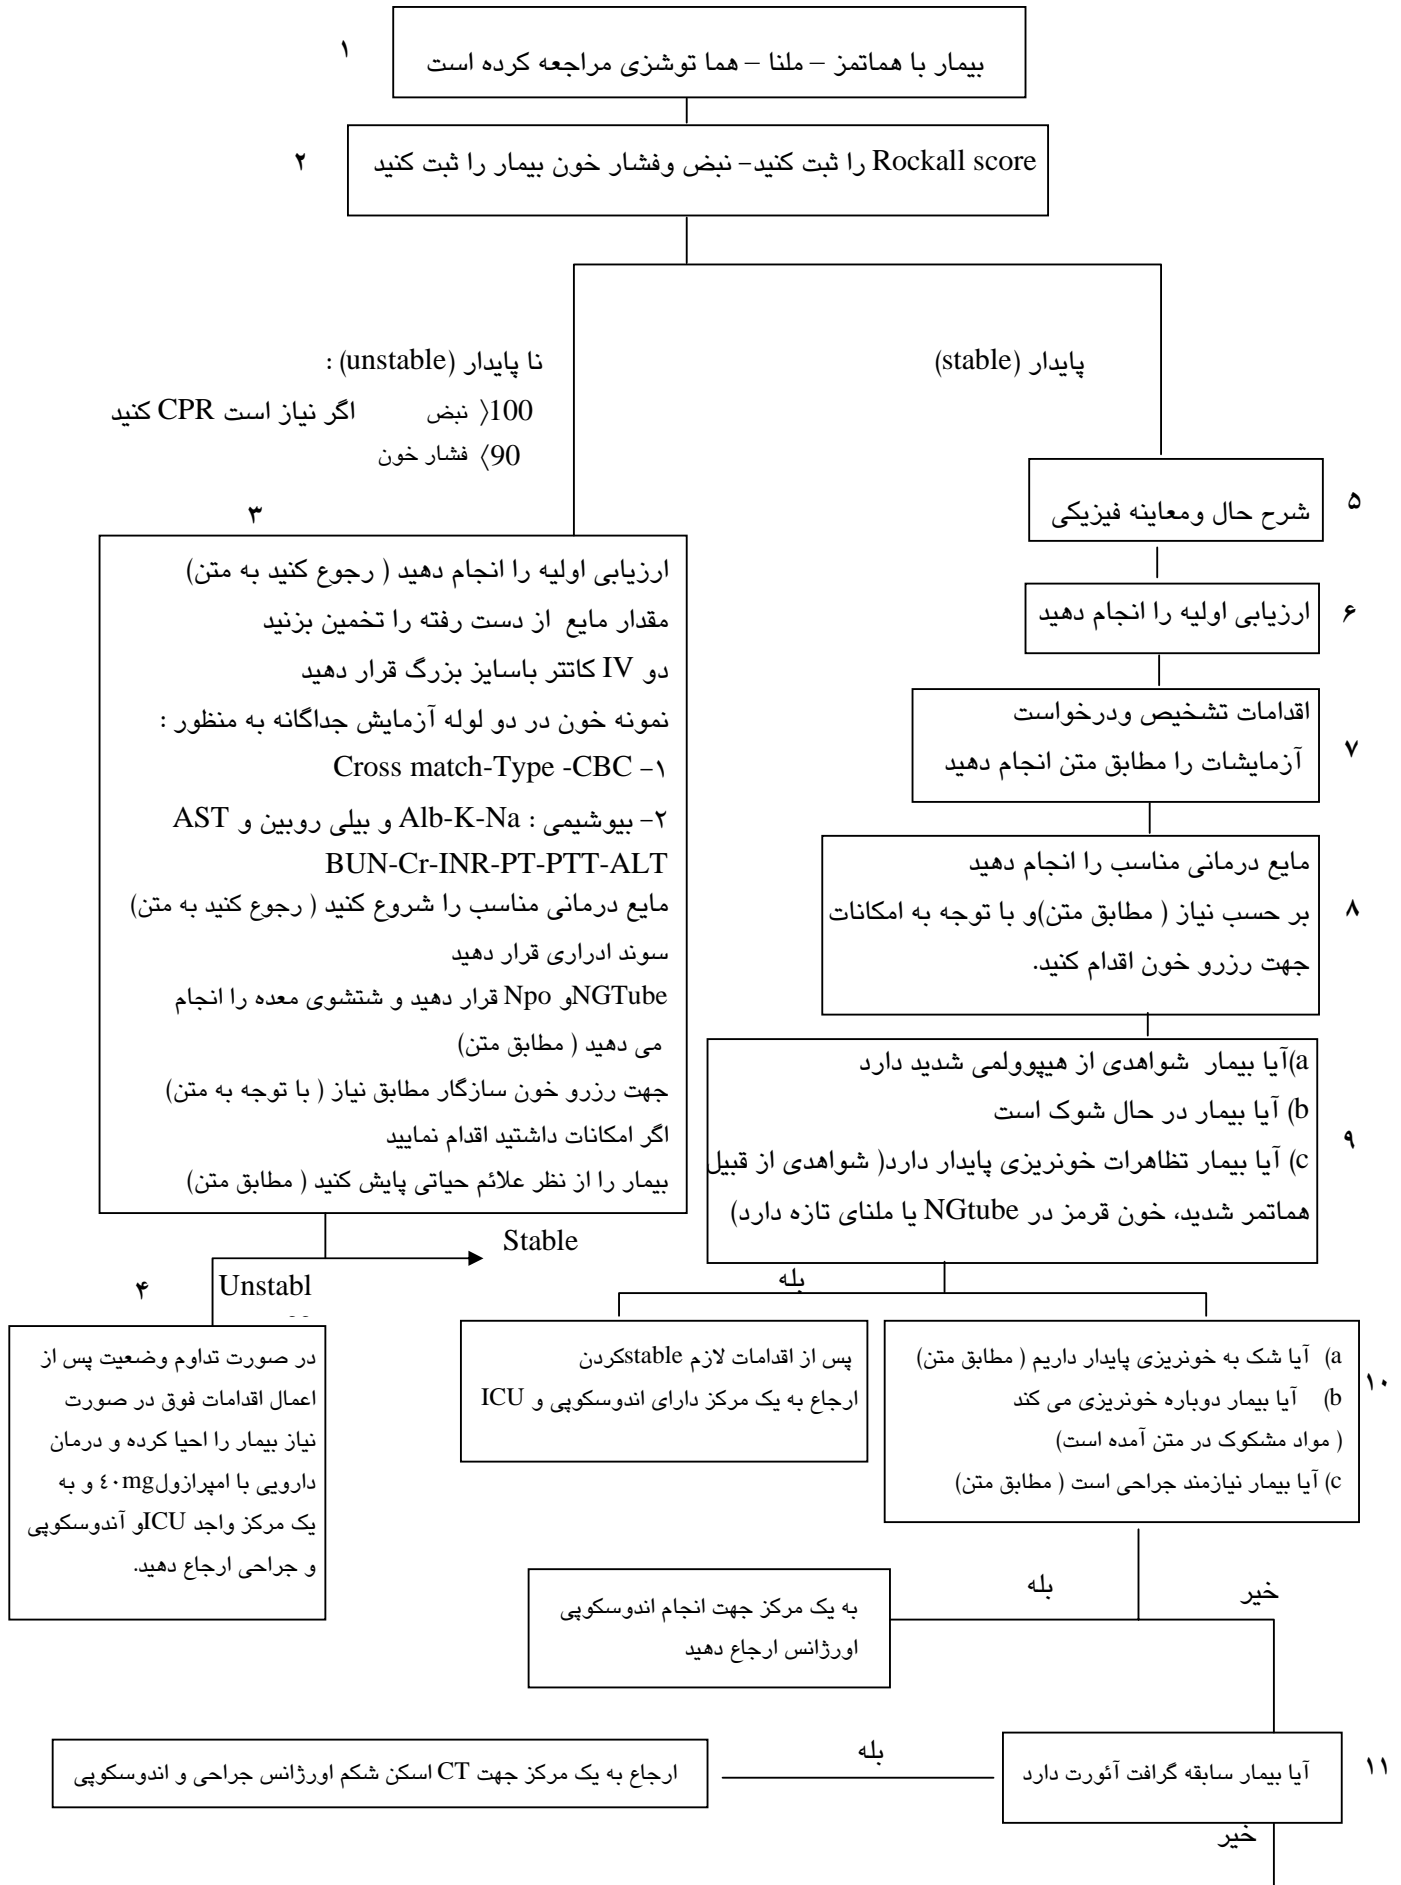 ۱
بیمار با هماتمز – ملنا – هما توشزی مراجعه کرده است
۲
Rockall score را ثبت کنید- نبض وفشار خون بیمار را ثبت کنید
نا پایدار (unstable) :
پایدار (stable)
100〈 نبض اگر نیاز است CPR کنید
90〉 فشار خون
۳
ارزیابی اولیه را انجام دهید ( رجوع کنید به متن)
مقدار مایع از دست رفته را تخمین بزنید
دو IV کاتتر باسایز بزرگ قرار دهید
نمونه خون در دو لوله آزمایش جداگانه به منظور :
۱- Cross match-Type -CBC
۲- بیوشیمی : Alb-K-Na و بیلی روبین و AST
BUN-Cr-INR-PT-PTT-ALT
مایع درمانی مناسب را شروع کنید ( رجوع کنید به متن)
سوند ادراری قرار دهید
NGTubeو Npo قرار دهید و شتشوی معده را انجام
می دهید ( مطابق متن)
جهت رزرو خون سازگار مطابق نیاز ( با توجه به متن)
اگر امکانات داشتید اقدام نمایید
بیمار را از نظر علائم حیاتی پایش کنید ( مطابق متن)
Stable
Unstabl
۴
در صورت تداوم وضعیت پس از
اعمال اقدامات فوق در صورت
نیاز بیمار را احیا کرده و درمان
دارویی با امپرازول٤٠mg و به
یک مرکز واجد ICUو آندوسکوپی
و جراحی ارجاع دهید.
۵
شرح حال ومعاینه فیزیکی
۶
ارزیابی اولیه را انجام دهید
۷
اقدامات تشخیص ودرخواست
آزمایشات را مطابق متن انجام دهید
۸
مایع درمانی مناسب را انجام دهید
بر حسب نیاز ( مطابق متن)و با توجه به امکانات
جهت رزرو خون اقدام کنید.
۹
a)آیا بیمار شواهدی از هیپوولمی شدید دارد
b) آیا بیمار در حال شوک است
c) آیا بیمار تظاهرات خونریزی پایدار دارد( شواهدی از قبیل
هماتمر شدید، خون قرمز در NGtube یا ملنای تازه دارد)
بله
پس از اقدامات لازم stableکردن
ارجاع به یک مرکز دارای اندوسکوپی و ICU
۱۰
a) آیا شک به خونریزی پایدار داریم ( مطابق متن)
b) آیا بیمار دوباره خونریزی می کند
( مواد مشکوک در متن آمده است)
c) آیا بیمار نیازمند جراحی است ( مطابق متن)
بله
خیر
به یک مرکز جهت انجام اندوسکوپی
اورژانس ارجاع دهید
۱۱
آیا بیمار سابقه گرافت آئورت دارد
بله
ارجاع به یک مرکز جهت CT اسکن شکم اورژانس جراحی و اندوسکوپی
خیر